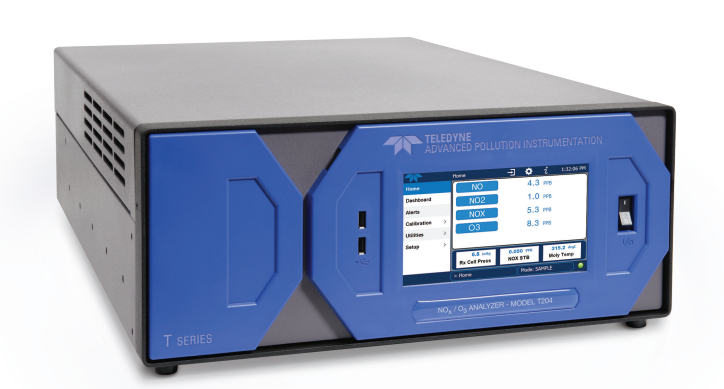 TELEDYNE
ADVANCED POLLUTION INSTRUMENTATION
Home
1:32:06 PM
Home
Dashboard
Alerts
Calibration >
Utilities >
Setup >
NO 4.3 PPB
NO2 1.0 PPB
NOX 5.3 PPB
O3 8.3 PPB
6.8 InHg
Rx Cell Press
0.050 PPB
NOX STB
315.2 DegC
Moly Temp
> Home
Mode: SAMPLE
I/O
NOx / O3 ANALYZER - MODEL T204
T SERIES